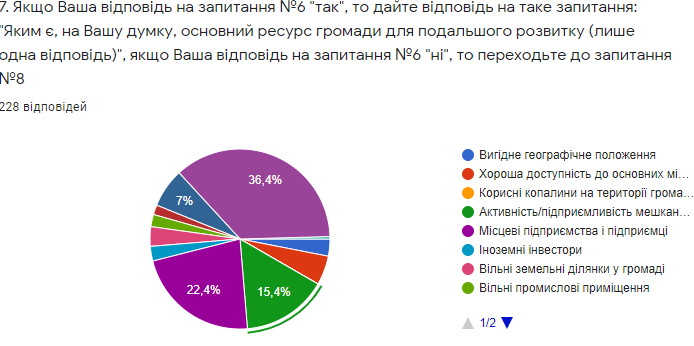 7. Якщо Ваша відповідь на запитання №6 "так", то дайте відповідь на таке запитання:
"Яким є, на Вашу думку, основний ресурс громади для подальшого розвитку (лише
одна відповідь)", якщо Ваша відповідь на запитання №6 "ні", то переходьте до запитання
№8
228 відповідей
36,4%
7%
22,4%
15,4%
Вигідне географічне положення
Хороша доступність до основних мі…
Корисні копалини на території грома…
Активність/підприємливість мешкан…
Місцеві підприємства і підприємці
Іноземні інвестори
Вільні земельні ділянки у громаді
Вільні промислові приміщення
1/2